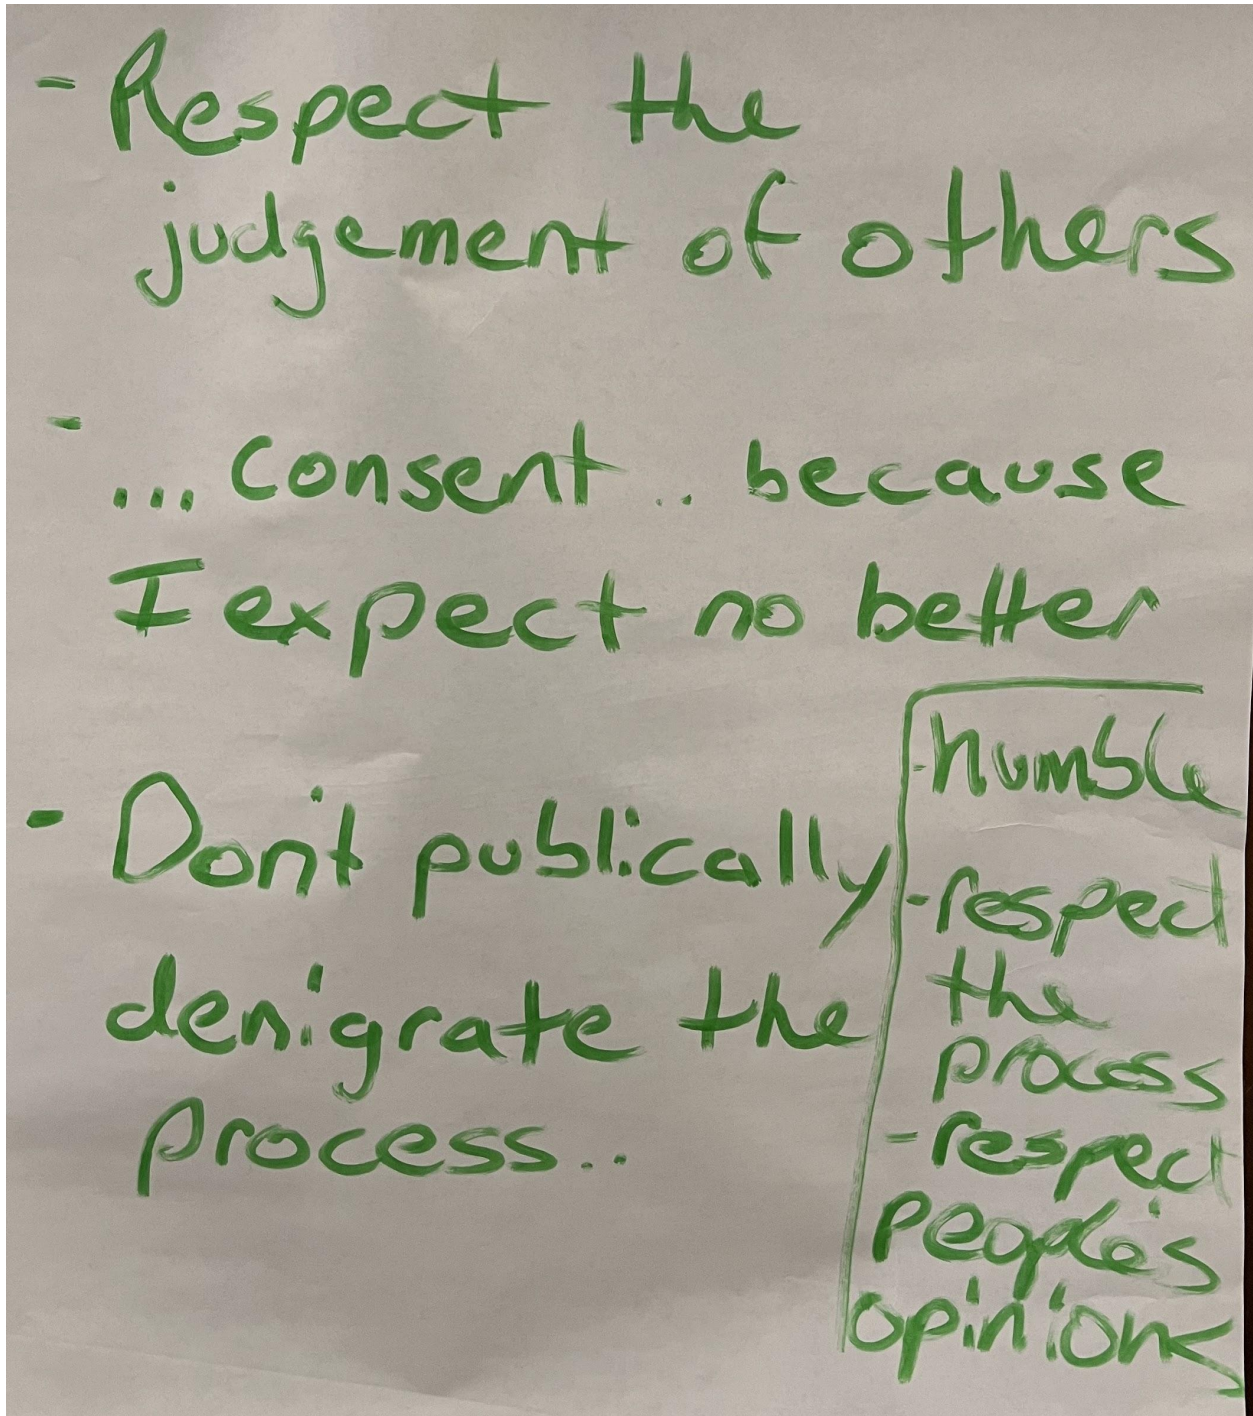 - Respect the
judgement of others
- ... consent .. because
I expect no better
- Don't publically
denigrate the
process..
- humble
- respect
the
process
- respect
people's
opinions